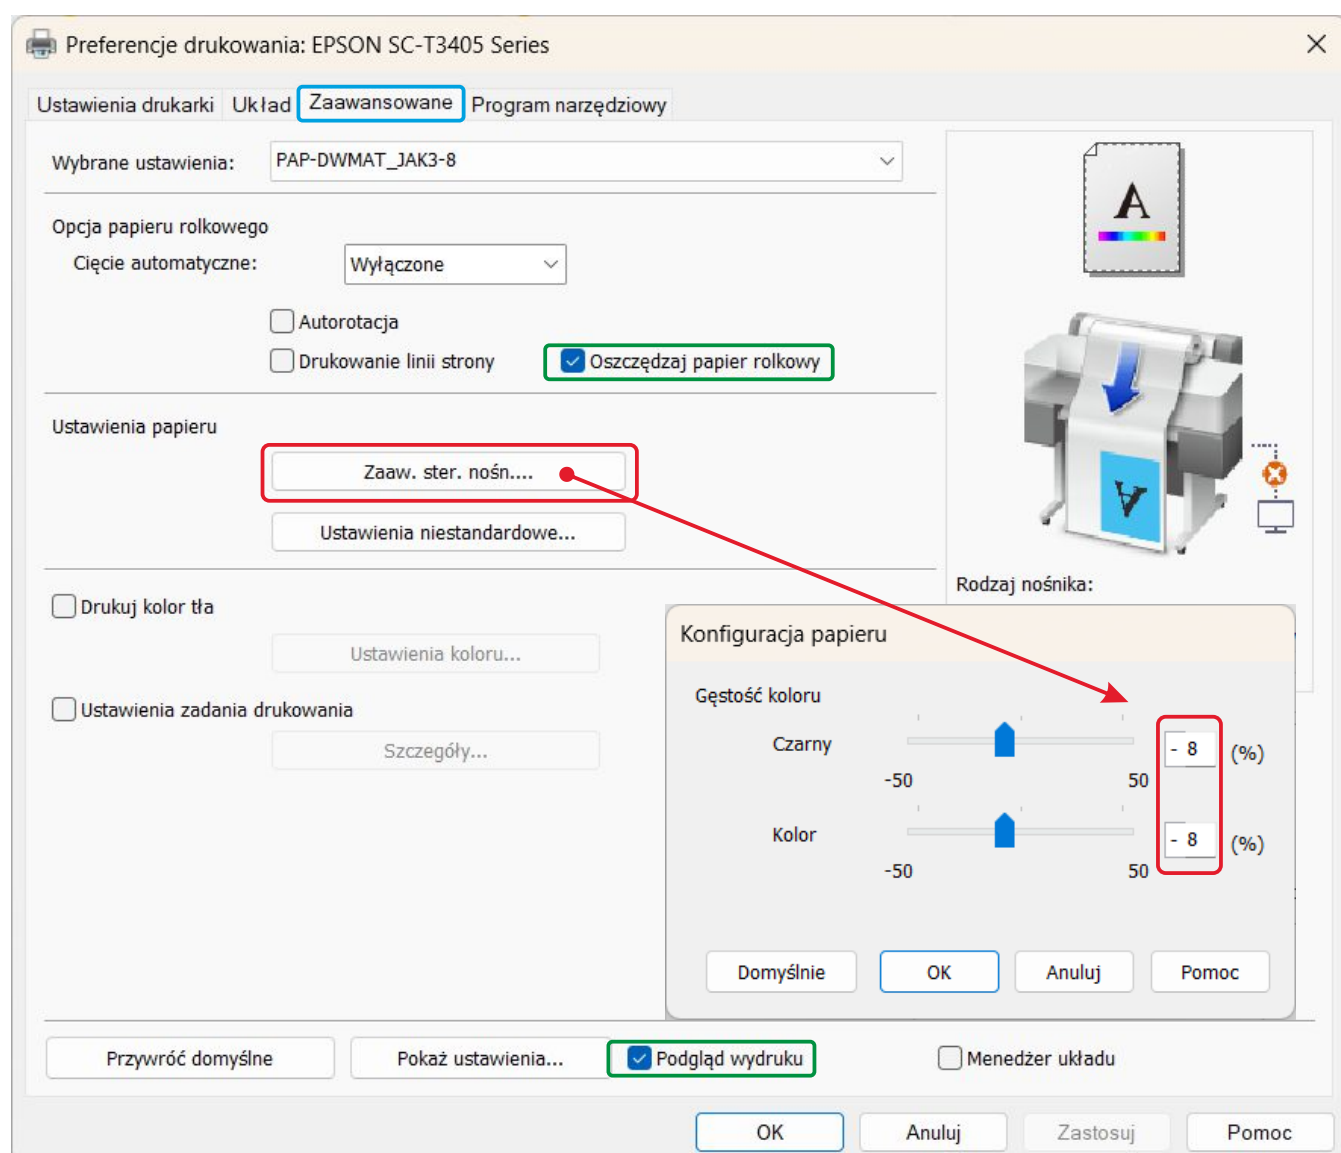 Preferencje drukowania: EPSON SC-T3405 Series
Ustawienia drukarki Układ Zaawansowane Program narzędziowy
Wybrane ustawienia: PAP-DWMAT_JAK3-8
A
Opcja papieru rolkowego
Cięcie automatyczne: Wyłączone
Autorotacja
Drukowanie linii strony Oszczędzaj papier rolkowy
Ustawienia papieru
Zaaw. ster. nośn....
A
Ustawienia niestandardowe...
Rodzaj nośnika:
Drukuj kolor tła
Ustawienia koloru...
Ustawienia zadania drukowania
Szczegóły...
Konfiguracja papieru
Gęstość koloru
Czarny - 8 (%)
-50 50
Kolor - 8 (%)
-50 50
Domyślnie OK Anuluj Pomoc
Przywróć domyślne Pokaż ustawienia... Podgląd wydruku Menedżer układu
OK Anuluj Zastosuj Pomoc